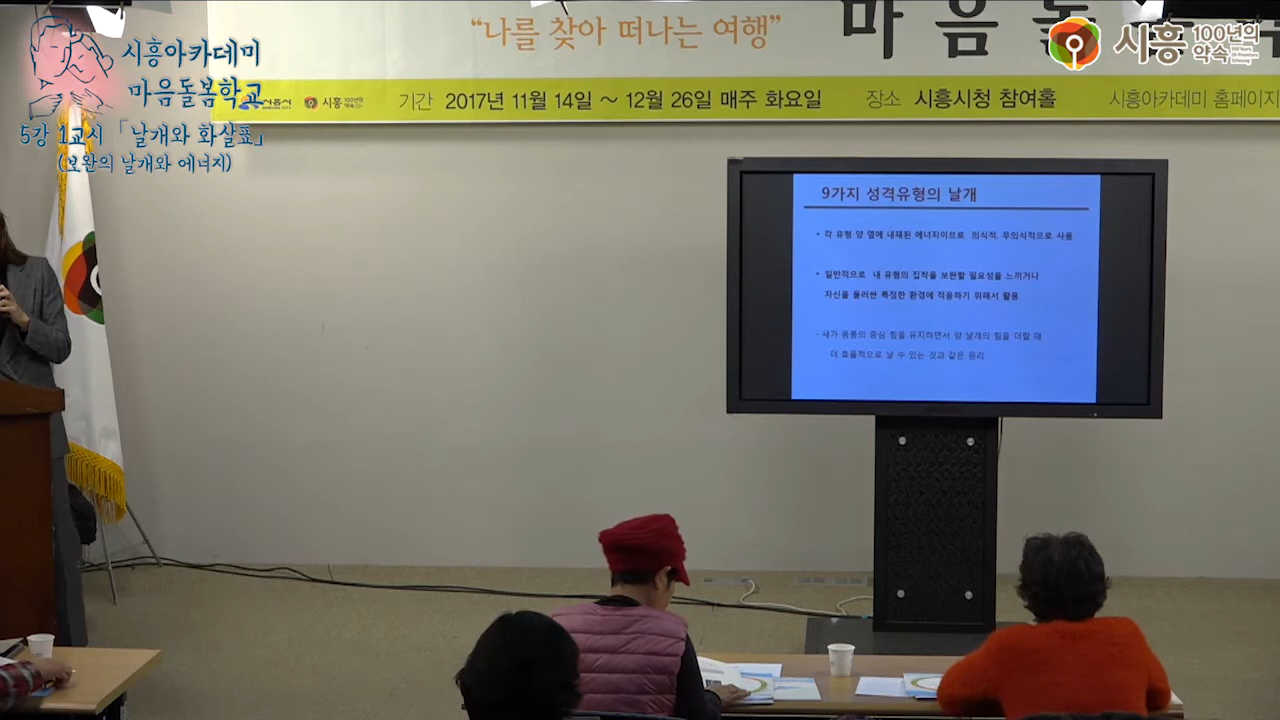 “나를 찾아 떠나는 여행”
마음돌
시흥
100년의
약속
시흥아카데미
마음돌봄학교
5강 1교시 「날개와 화살표」
(보완의 날개와 에너지)
시흥시
시흥 100년의
기간 2017년 11월 14일 ~ 12월 26일 매주 화요일 장소 시흥시청 참여홀 시흥아카데미 홈페이지
9가지 성격유형의 날개
• 각 유형 양 옆에 내재된 에너지이므로 의식적, 무의식적으로 사용
• 일반적으로 내 유형의 집착을 보완할 필요성을 느끼거나
자신을 둘러싼 특정한 환경에 적응하기 위해서 활용
- 새가 몸통의 중심 힘을 유지하면서 양 날개의 힘을 더할 때
더 효율적으로 날 수 있는 것과 같은 원리